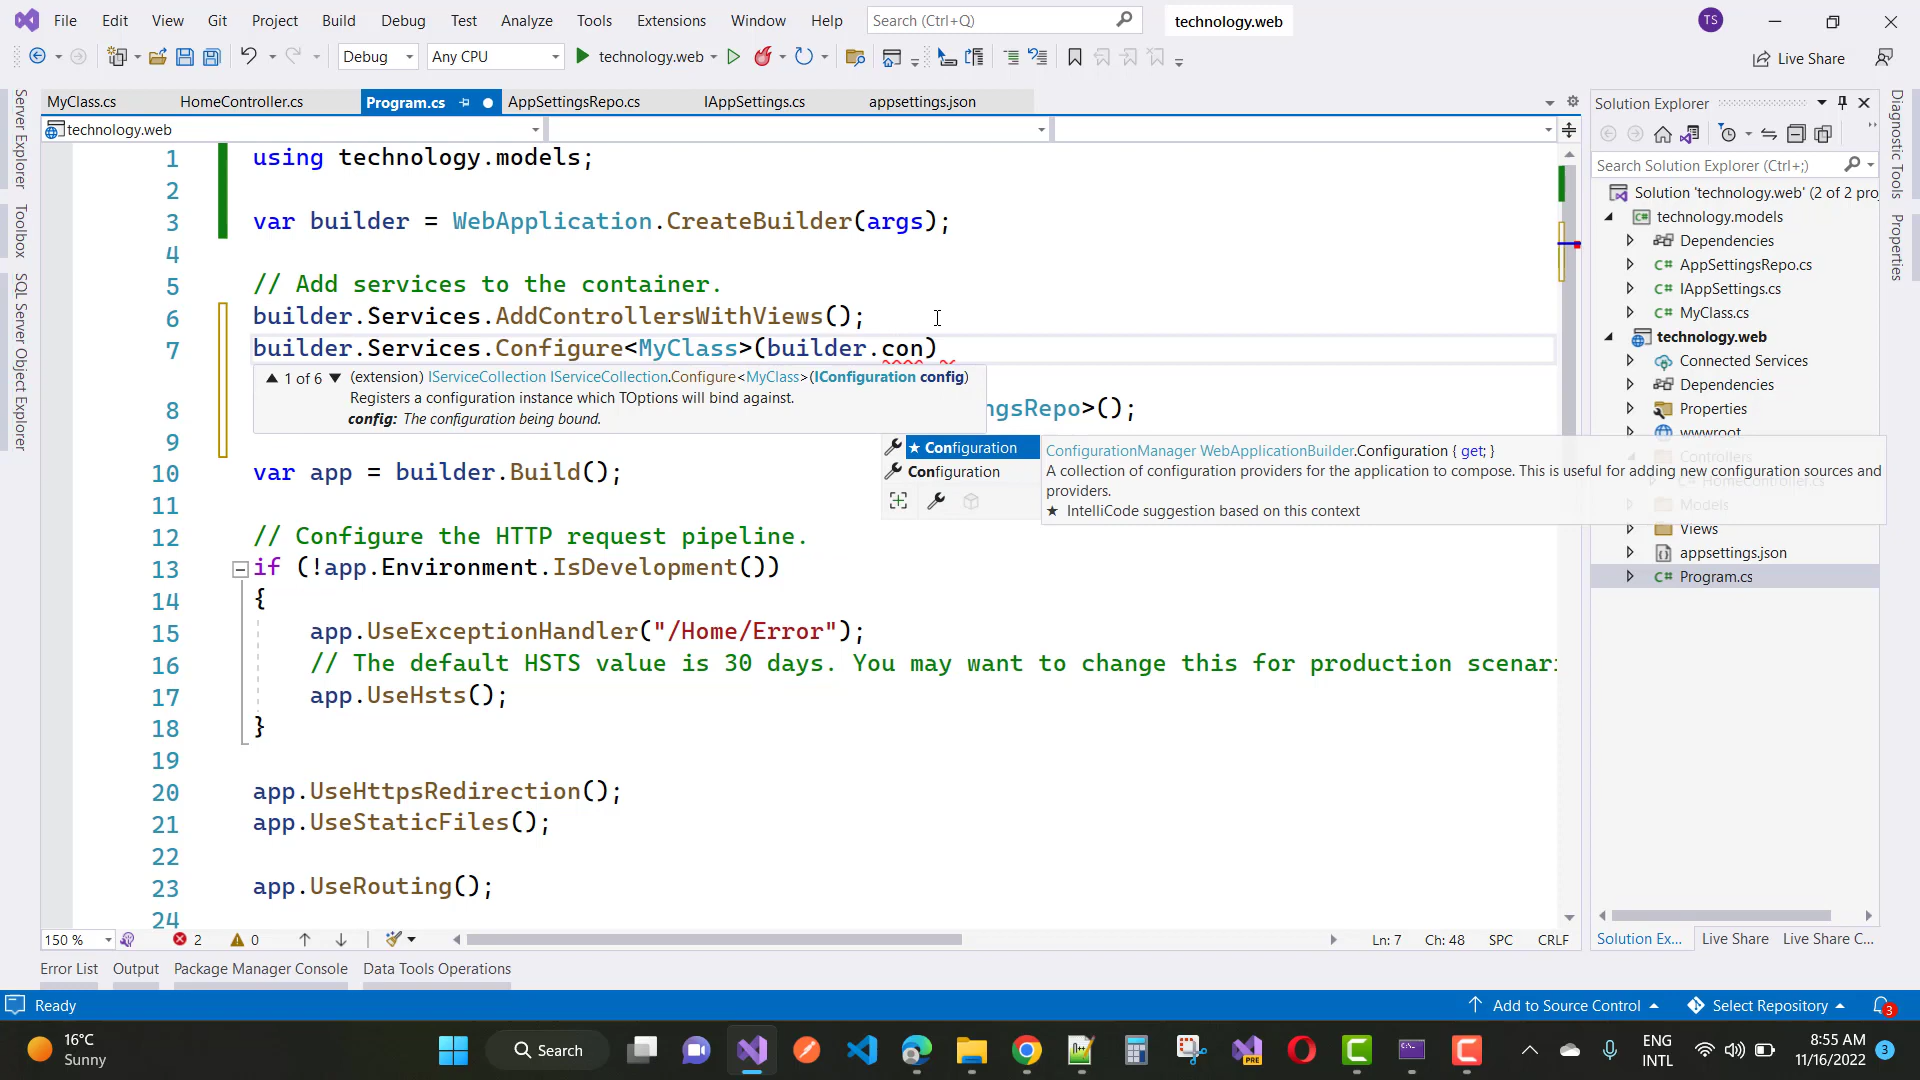 File Edit View Git Project Build Debug Test Analyze Tools Extensions Window Help Search (Ctrl+Q) technology.web TS
Debug Any CPU technology.web Live Share
MyClass.cs HomeController.cs Program.cs AppSettingsRepo.cs IAppSettings.cs appsettings.json
technology.web
Server Explorer
Toolbox
SQL Server Object Explorer
1 using technology.models;
2
3 var builder = WebApplication.CreateBuilder(args);
4
5 // Add services to the container.
6 builder.Services.AddControllersWithViews();
7 builder.Services.Configure<MyClass>(builder.con)
1 of 6 (extension) IServiceCollection IServiceCollection.Configure<MyClass>(IConfiguration config)
Registers a configuration instance which TOptions will bind against.
config: The configuration being bound.
8 ngsRepo>();
9
Configuration
Configuration
ConfigurationManager WebApplicationBuilder.Configuration { get; }
A collection of configuration providers for the application to compose. This is useful for adding new configuration sources and
providers.
★ IntelliCode suggestion based on this context
10 var app = builder.Build();
11
12 // Configure the HTTP request pipeline.
13 if (!app.Environment.IsDevelopment())
14 {
15 app.UseExceptionHandler("/Home/Error");
16 // The default HSTS value is 30 days. You may want to change this for production scenari
17 app.UseHsts();
18 }
19
20 app.UseHttpsRedirection();
21 app.UseStaticFiles();
22
23 app.UseRouting();
24
150 % 2 0 Ln: 7 Ch: 48 SPC CRLF
Solution Explorer
Search Solution Explorer (Ctrl+;)
Solution 'technology.web' (2 of 2 proj
technology.models
Dependencies
C# AppSettingsRepo.cs
C# IAppSettings.cs
C# MyClass.cs
technology.web
Connected Services
Dependencies
Properties
wwwroot
Controllers
HomeController.cs
Models
Views
appsettings.json
C# Program.cs
Solution Ex... Live Share Live Share C...
Diagnostic Tools
Properties
Error List Output Package Manager Console Data Tools Operations
Ready Add to Source Control Select Repository 3
16°C
Sunny
Search
PRE
ENG
INTL
8:55 AM
11/16/2022
3